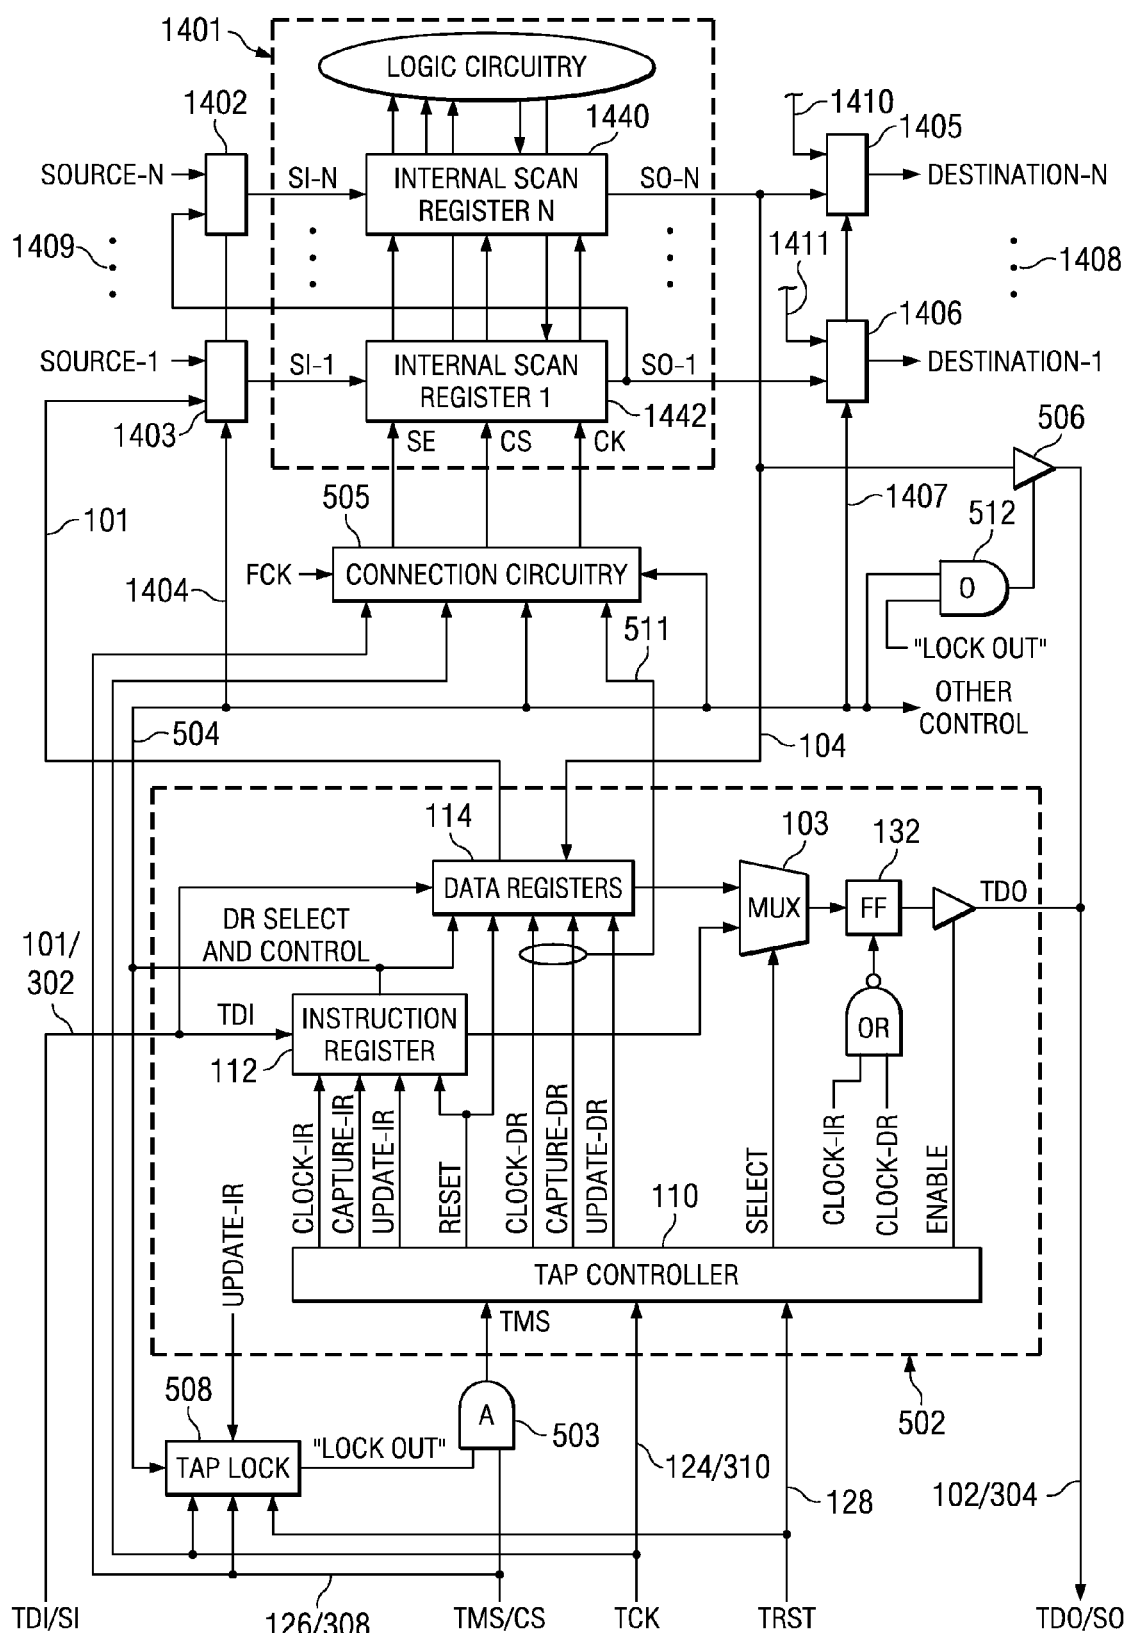 1401
LOGIC CIRCUITRY
1402
1440
1410
1405
SOURCE-N
SI-N
INTERNAL SCAN
REGISTER N
SO-N
DESTINATION-N
1409
1411
1408
1406
SOURCE-1
SI-1
INTERNAL SCAN
REGISTER 1
SO-1
DESTINATION-1
1403
1442
SE
CS
CK
506
101
505
1407
512
FCK
CONNECTION CIRCUITRY
O
1404
511
"LOCK OUT"
OTHER
CONTROL
504
104
114
103
132
DATA REGISTERS
MUX
FF
TDO
DR SELECT
AND CONTROL
101/
302
TDI
INSTRUCTION
REGISTER
OR
112
CLOCK-IR
CAPTURE-IR
UPDATE-IR
RESET
CLOCK-DR
CAPTURE-DR
UPDATE-DR
SELECT
CLOCK-IR
CLOCK-DR
ENABLE
UPDATE-IR
110
TAP CONTROLLER
TMS
508
A
503
502
TAP LOCK
"LOCK OUT"
124/310
128
102/304
TDI/SI
126/308
TMS/CS
TCK
TRST
TDO/SO